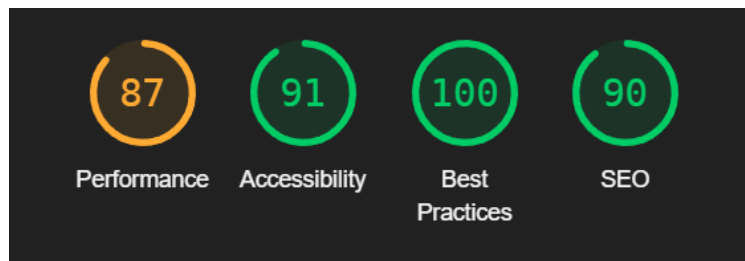 87
91
100
90
Performance
Accessibility
Best
Practices
SEO